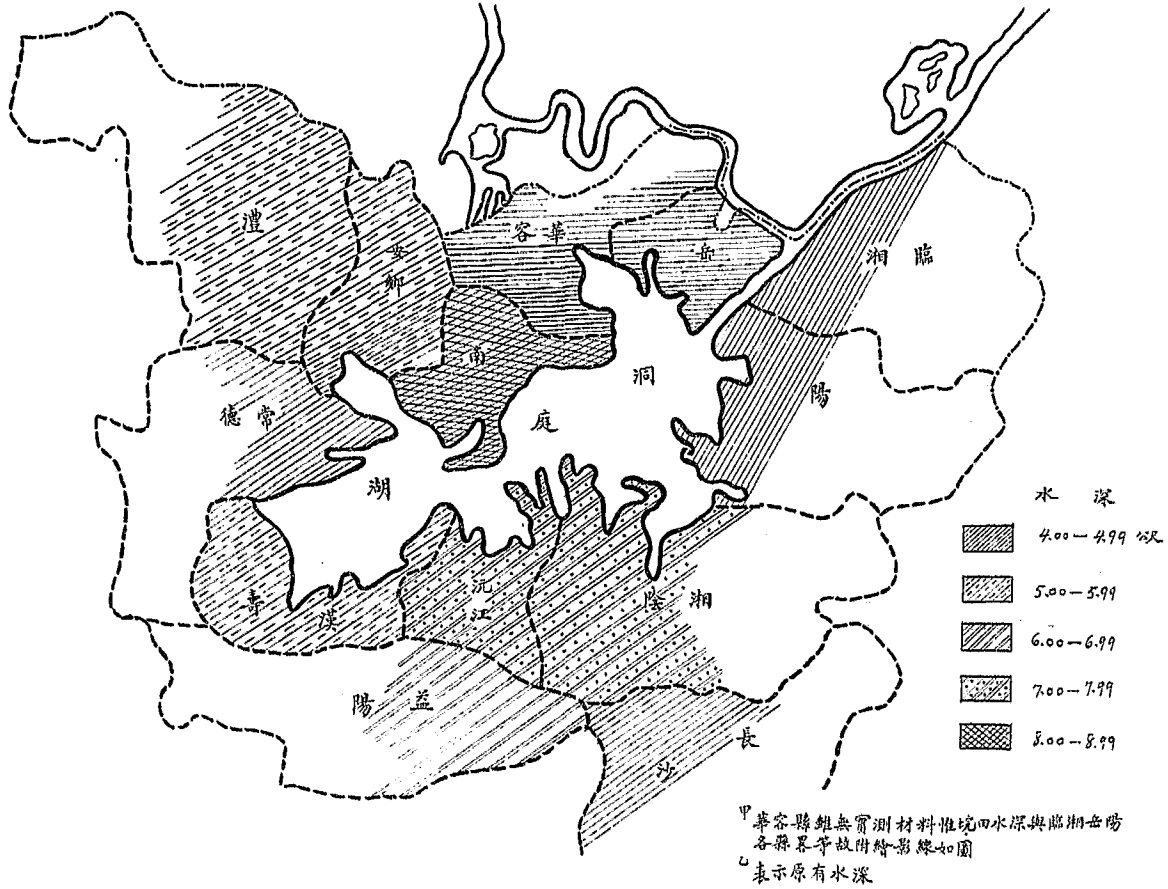 澧
安
鄉
容 華
岳
湘 臨
南
洞
陽
德 常
庭
湖
沅
江
陰 湘
壽
漢
陽 益
長
沙
水 深
4.00—4.99 公尺
5.00—5.99
6.00—6.99
7.00—7.99
8.00—8.99
甲 華容縣雖無實測材料惟垸田水深與臨湘岳陽
各縣畧等故附繪影線如圖
乙 表示原有水深